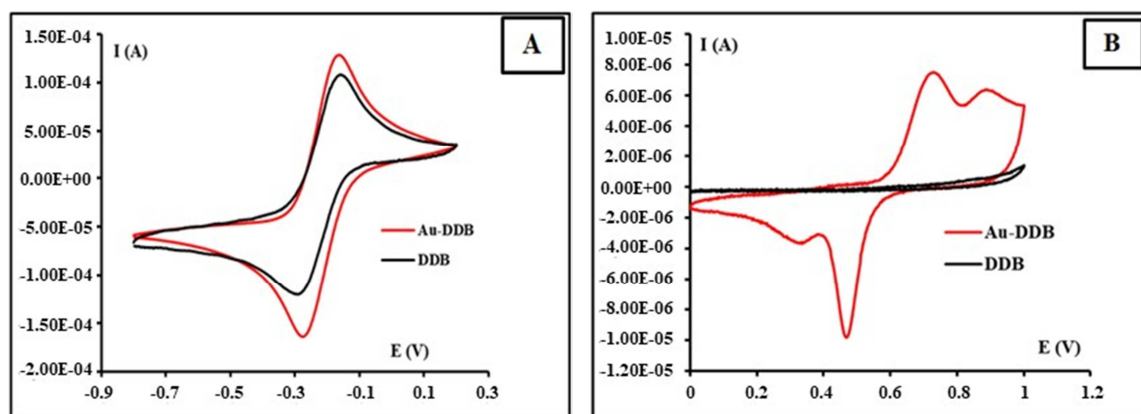 A
I (A)
1.50E-04
1.00E-04
5.00E-05
0.00E+00
-5.00E-05
-1.00E-04
-1.50E-04
-2.00E-04
Au-DDB
DDB
E (V)
-0.9 -0.7 -0.5 -0.3 -0.1 0.1 0.3
B
I (A)
1.00E-05
8.00E-06
6.00E-06
4.00E-06
2.00E-06
0.00E+00
-2.00E-06
-4.00E-06
-6.00E-06
-8.00E-06
-1.00E-05
-1.20E-05
Au-DDB
DDB
E (V)
0 0.2 0.4 0.6 0.8 1 1.2